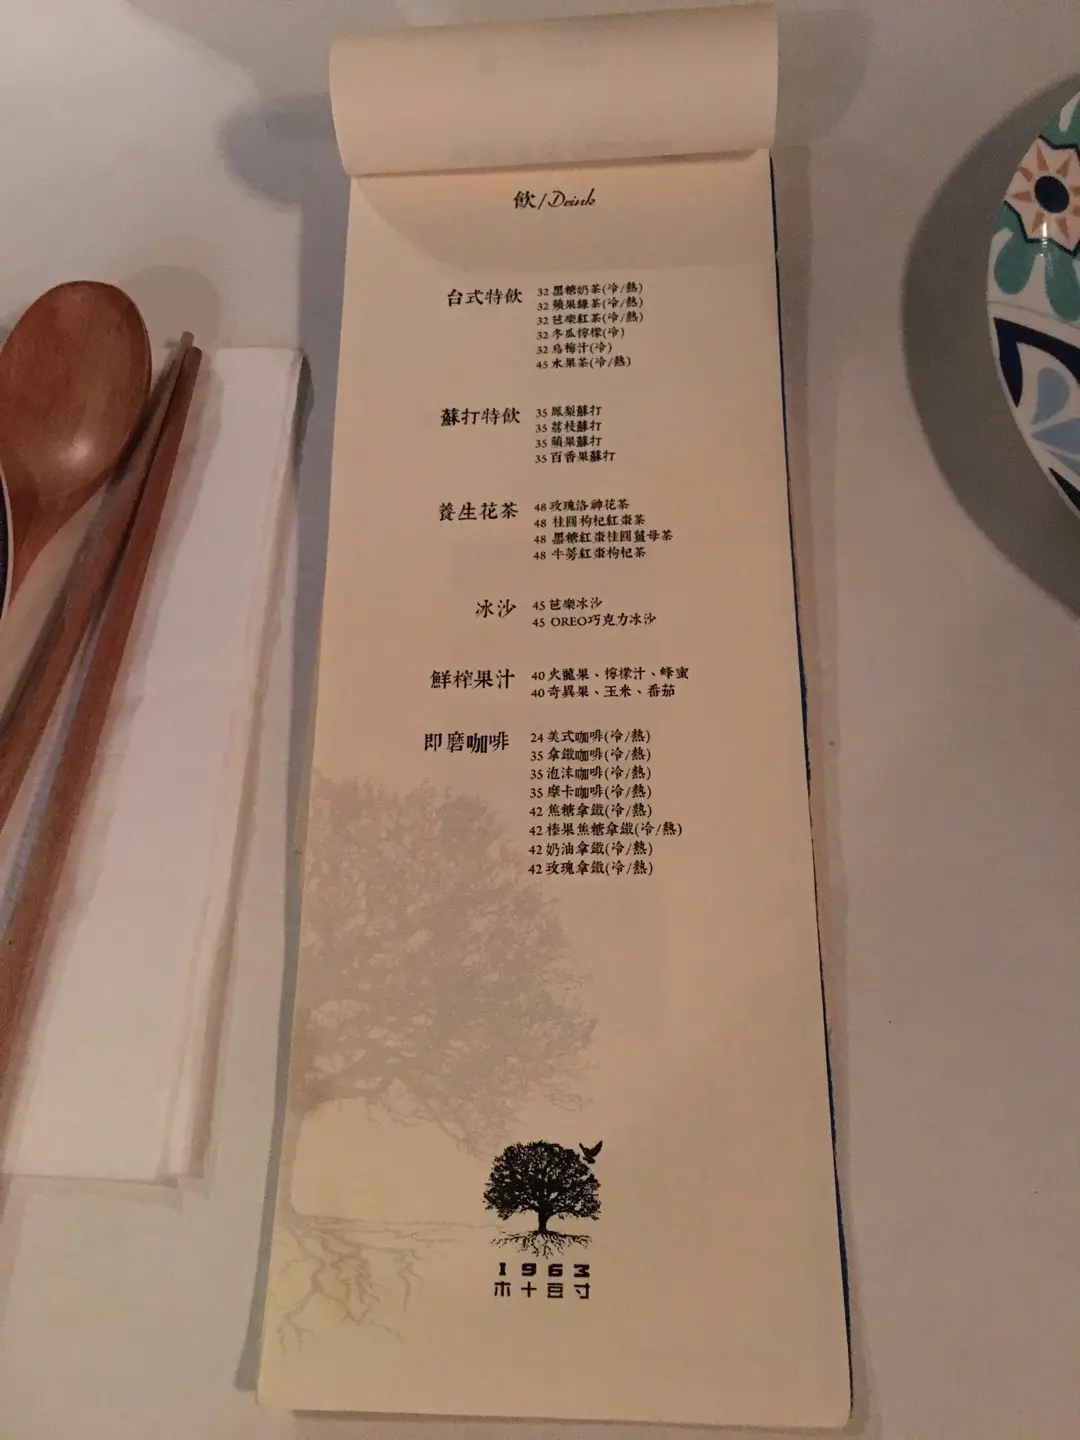 飲/Drink
台式特飲
32 黑糖奶茶(冷/熱)
32 蘋果綠茶(冷/熱)
32 芭樂紅茶(冷/熱)
32 冬瓜檸檬(冷)
32 烏梅汁(冷)
45 水果茶(冷/熱)
蘇打特飲
35 鳳梨蘇打
35 荔枝蘇打
35 蘋果蘇打
35 百香果蘇打
養生花茶
48 玫瑰洛神花茶
48 桂圓枸杞紅棗茶
48 黑糖紅棗桂圓薑母茶
48 牛蒡紅棗枸杞茶
冰沙
45 芭樂冰沙
45 OREO巧克力冰沙
鮮榨果汁
40 火龍果、檸檬汁、蜂蜜
40 奇異果、玉米、番茄
即磨咖啡
24 美式咖啡(冷/熱)
35 拿鐵咖啡(冷/熱)
35 泡沫咖啡(冷/熱)
35 摩卡咖啡(冷/熱)
42 焦糖拿鐵(冷/熱)
42 榛果焦糖拿鐵(冷/熱)
42 奶油拿鐵(冷/熱)
42 玫瑰拿鐵(冷/熱)
1963
木十豆寸